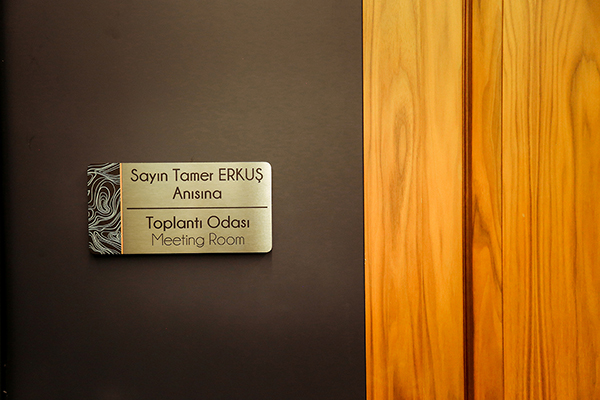 Sayın Tamer ERKUŞ
Anısına
Toplantı Odası
Meeting Room